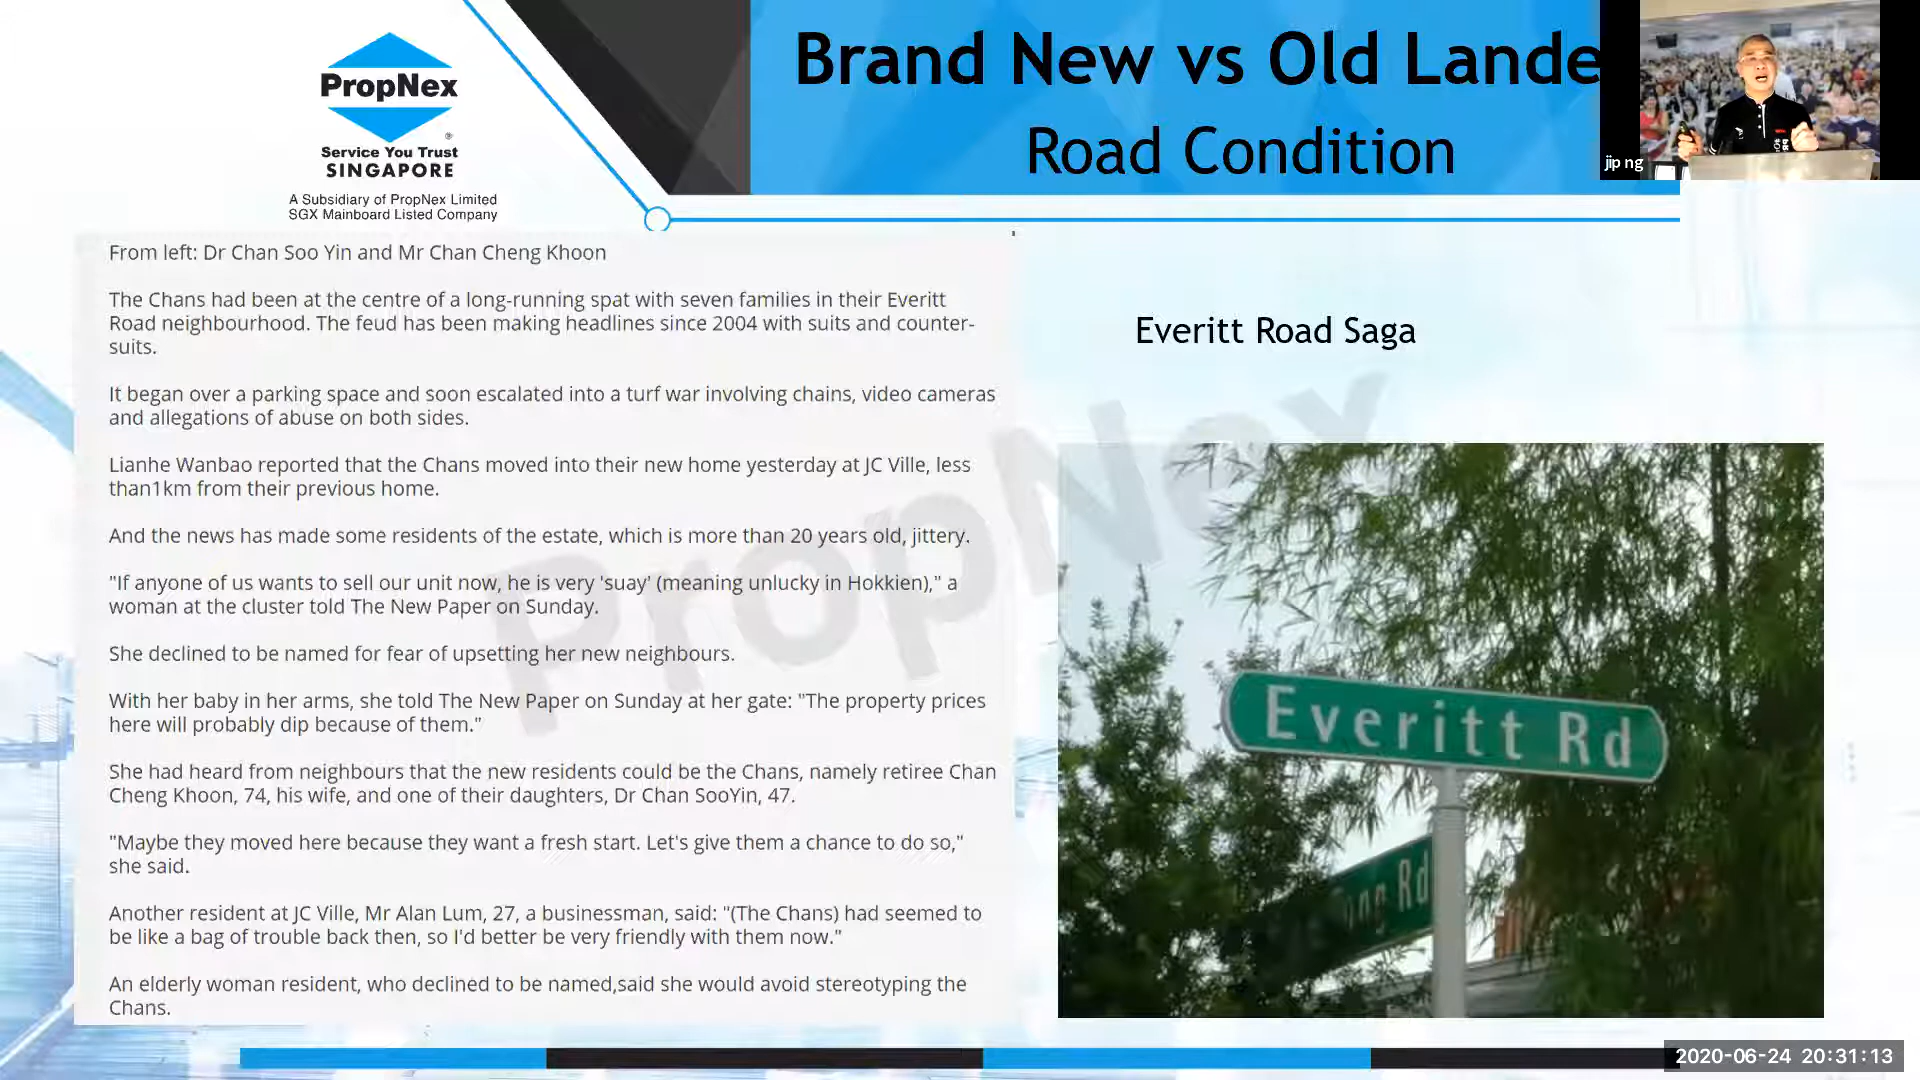 PropNex
®
Service You Trust
SINGAPORE
A Subsidiary of PropNex Limited
SGX Mainboard Listed Company
Brand New vs Old Lande
Road Condition
jip ng
From left: Dr Chan Soo Yin and Mr Chan Cheng Khoon
The Chans had been at the centre of a long-running spat with seven families in their Everitt
Road neighbourhood. The feud has been making headlines since 2004 with suits and counter-
suits.
It began over a parking space and soon escalated into a turf war involving chains, video cameras
and allegations of abuse on both sides.
Lianhe Wanbao reported that the Chans moved into their new home yesterday at JC Ville, less
than1km from their previous home.
And the news has made some residents of the estate, which is more than 20 years old, jittery.
"If anyone of us wants to sell our unit now, he is very 'suay' (meaning unlucky in Hokkien)," a
woman at the cluster told The New Paper on Sunday.
She declined to be named for fear of upsetting her new neighbours.
With her baby in her arms, she told The New Paper on Sunday at her gate: "The property prices
here will probably dip because of them."
She had heard from neighbours that the new residents could be the Chans, namely retiree Chan
Cheng Khoon, 74, his wife, and one of their daughters, Dr Chan SooYin, 47.
"Maybe they moved here because they want a fresh start. Let's give them a chance to do so,"
she said.
Another resident at JC Ville, Mr Alan Lum, 27, a businessman, said: "(The Chans) had seemed to
be like a bag of trouble back then, so I'd better be very friendly with them now."
An elderly woman resident, who declined to be named,said she would avoid stereotyping the
Chans.
PropNex
Everitt Road Saga
Everitt Rd
Rd
2020-06-24 20:31:13